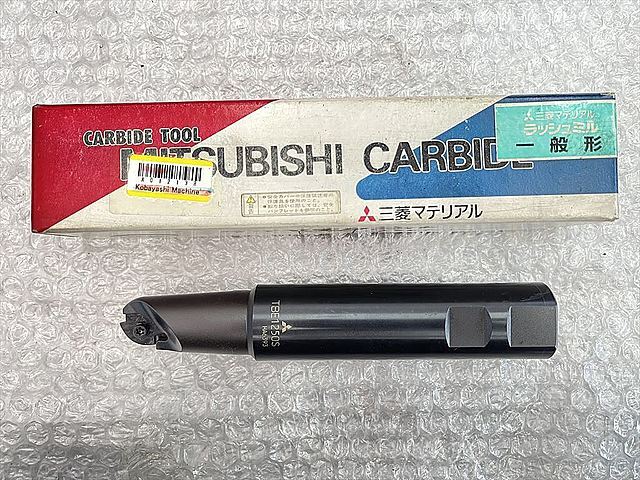 CARBIDE TOOL
MITSUBISHI CARBIDE
三菱マテリアル
ラッシュミル
一般形
Kobayashi Machine
三菱マテリアル
TBE1250S